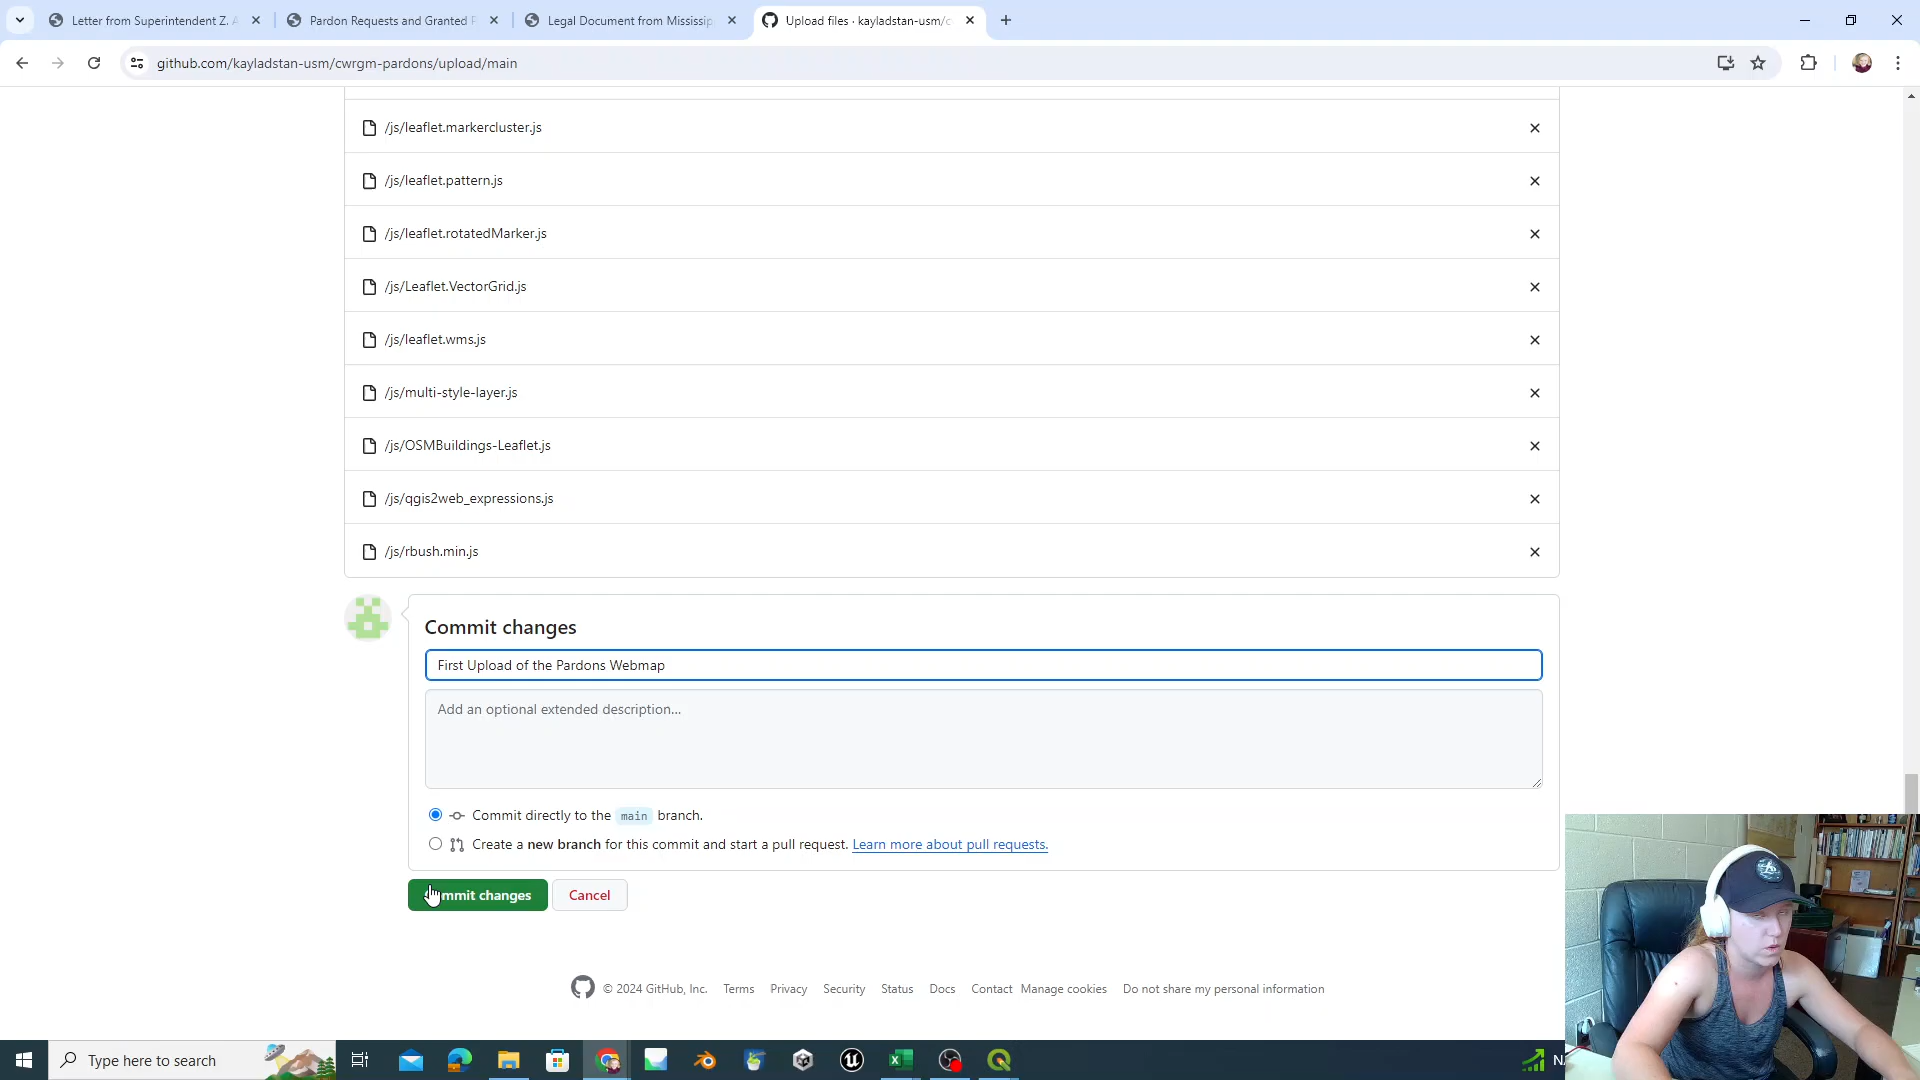 Letter from Superintendent Z. A
Pardon Requests and Granted P
Legal Document from Mississip
Upload files · kayladstan-usm/c
github.com/kayladstan-usm/cwrgm-pardons/upload/main
/js/leaflet.markercluster.js
/js/leaflet.pattern.js
/js/leaflet.rotatedMarker.js
/js/Leaflet.VectorGrid.js
/js/leaflet.wms.js
/js/multi-style-layer.js
/js/OSMBuildings-Leaflet.js
/js/qgis2web_expressions.js
/js/rbush.min.js
Commit changes
First Upload of the Pardons Webmap
Add an optional extended description...
Commit directly to the main branch.
Create a new branch for this commit and start a pull request. Learn more about pull requests.
Commit changes Cancel
© 2024 GitHub, Inc. Terms Privacy Security Status Docs Contact Manage cookies Do not share my personal information
Type here to search